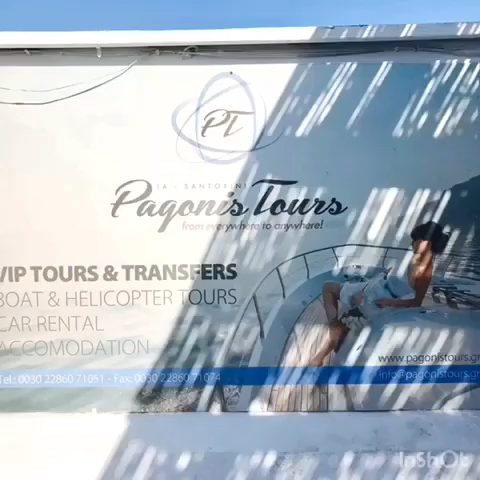 PT
IA - SANTORINI
Pagonis Tours
from everywhere to anywhere!
VIP TOURS & TRANSFERS
BOAT & HELICOPTER TOURS
CAR RENTAL
ACCOMODATION
www.pagonistours.gr
Tel: 0030 22860 71051 - Fax: 0030 22860 71074
info@pagonistours.gr
InShOt